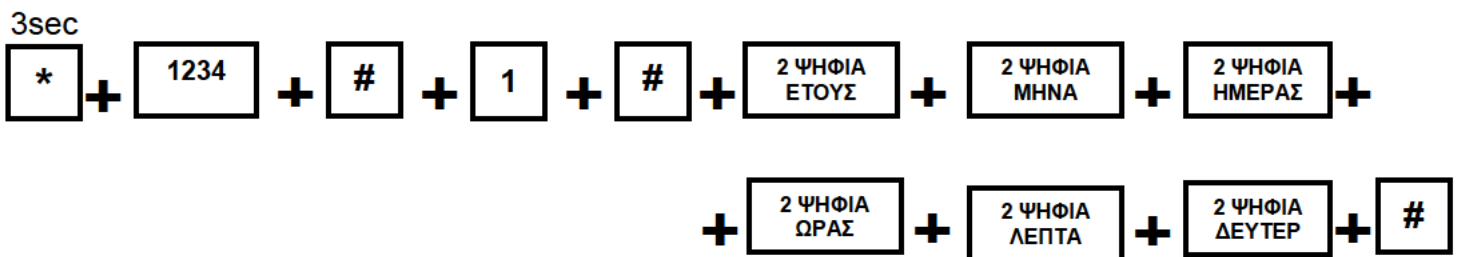 3sec
* + 1234 + # + 1 + # + 2 ΨΗΦΙΑ ΕΤΟΥΣ + 2 ΨΗΦΙΑ ΜΗΝΑ + 2 ΨΗΦΙΑ ΗΜΕΡΑΣ +
+ 2 ΨΗΦΙΑ ΩΡΑΣ + 2 ΨΗΦΙΑ ΛΕΠΤΑ + 2 ΨΗΦΙΑ ΔΕΥΤΕΡ + #